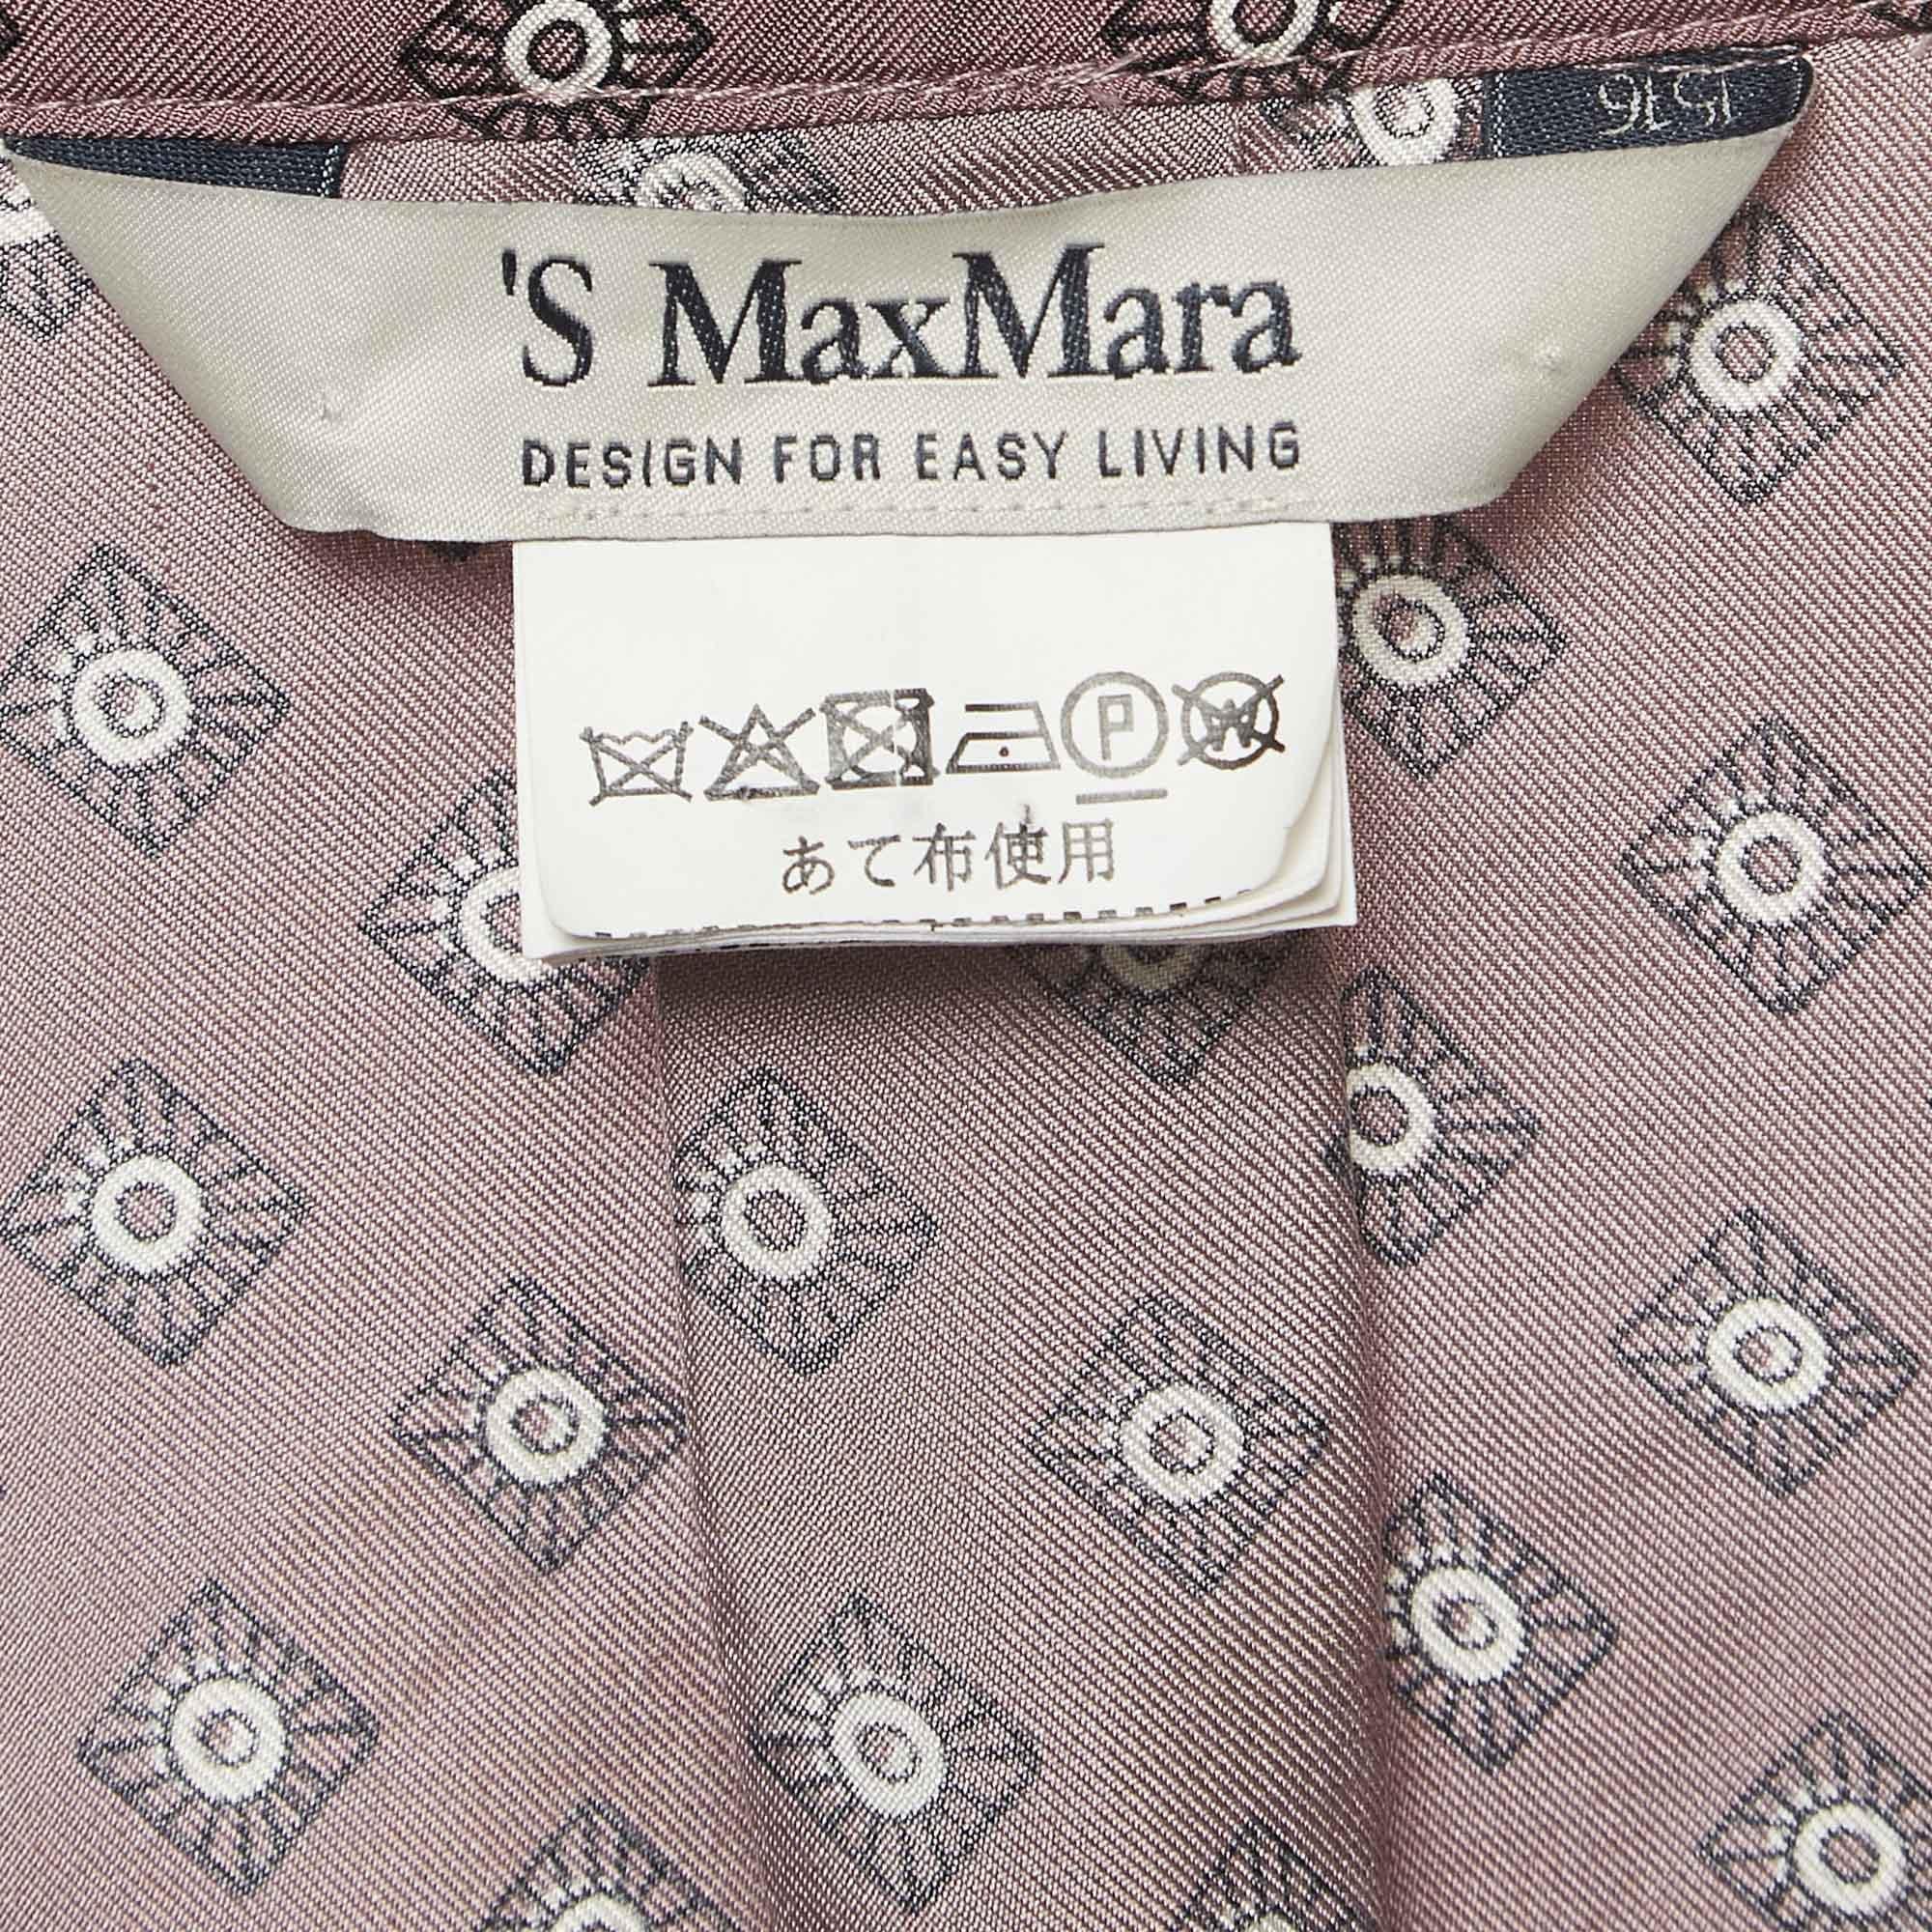 'S MaxMara
DESIGN FOR EASY LIVING
P W
あて布使用